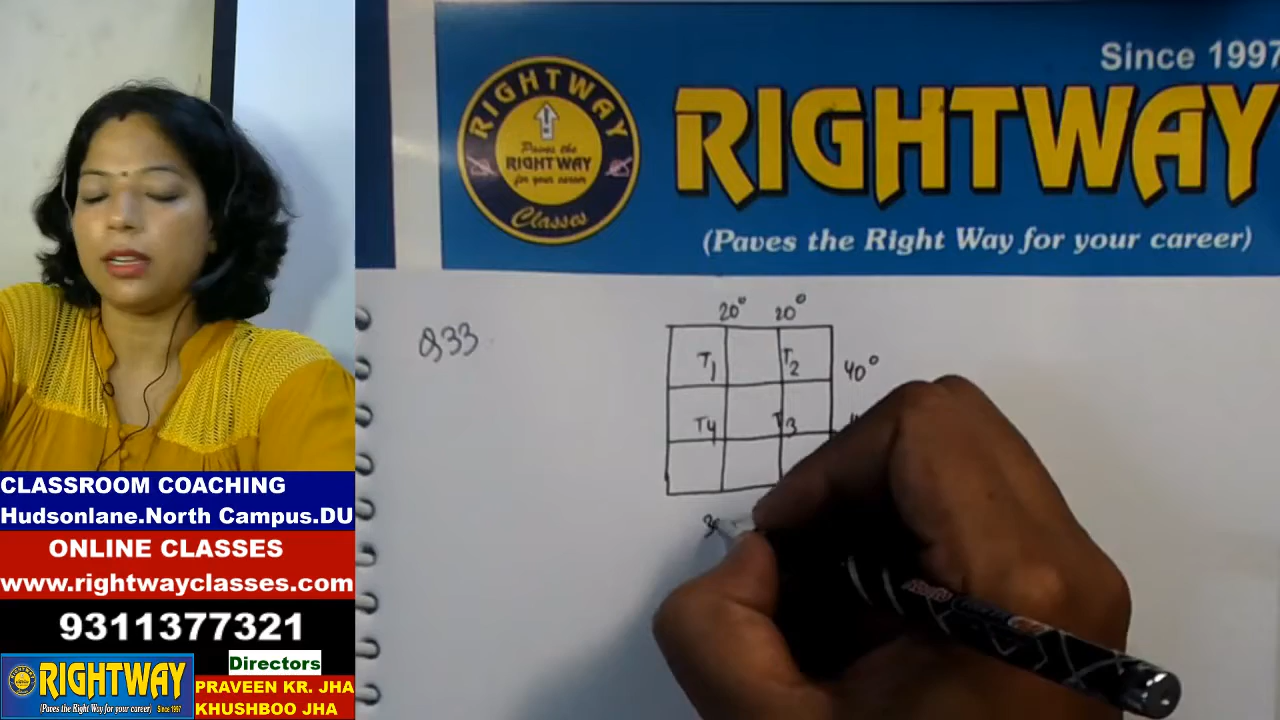 Since 1997
RIGHTWAY
RIGHTWAY
Paves the
RIGHTWAY
for your career
Classes
(Paves the Right Way for your career)
Q33
20° 20°
T1 T2 40°
T4 T3
CLASSROOM COACHING
Hudsonlane.North Campus.DU
ONLINE CLASSES
www.rightwayclasses.com
9311377321
RIGHTWAY
(Paves the Right Way for your career) Since 1997
Directors
PRAVEEN KR. JHA
KHUSHBOO JHA